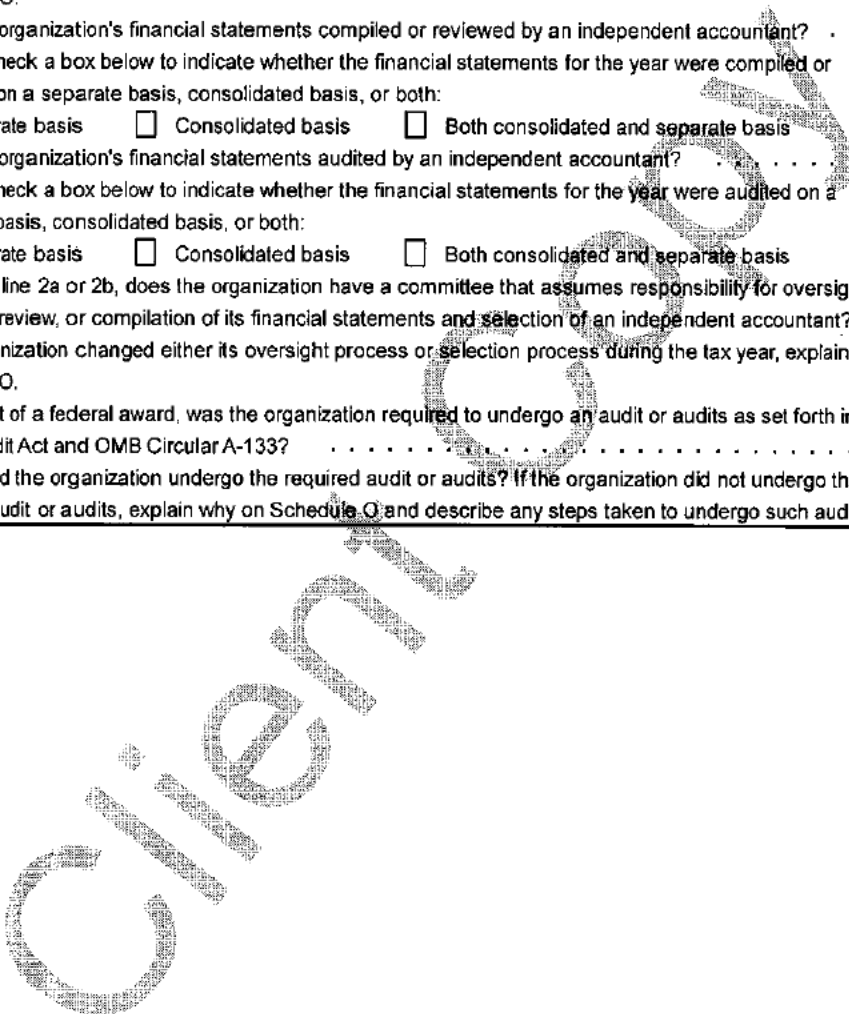 O.
organization's financial statements compiled or reviewed by an independent accountant? .
heck a box below to indicate whether the financial statements for the year were compiled or
on a separate basis, consolidated basis, or both:
rate basis ☐ Consolidated basis ☐ Both consolidated and separate basis
organization's financial statements audited by an independent accountant? . . . . . . .
heck a box below to indicate whether the financial statements for the year were audited on a
basis, consolidated basis, or both:
rate basis ☐ Consolidated basis ☐ Both consolidated and separate basis
line 2a or 2b, does the organization have a committee that assumes responsibility for oversig
review, or compilation of its financial statements and selection of an independent accountant?
nization changed either its oversight process or selection process during the tax year, explain
O.
t of a federal award, was the organization required to undergo an audit or audits as set forth in
dit Act and OMB Circular A-133? . . . . . . . . . . . . . . . . . . . . . . . . . . . .
d the organization undergo the required audit or audits? If the organization did not undergo th
udit or audits, explain why on Schedule O and describe any steps taken to undergo such aud
Client Copy